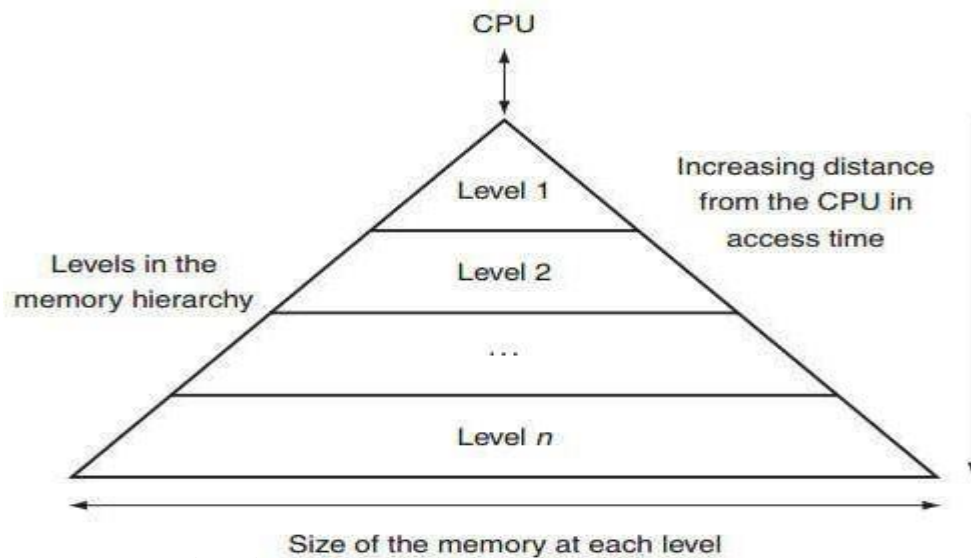 CPU
Level 1
Increasing distance
from the CPU in
access time
Levels in the
memory hierarchy
Level 2
...
Level n
Size of the memory at each level